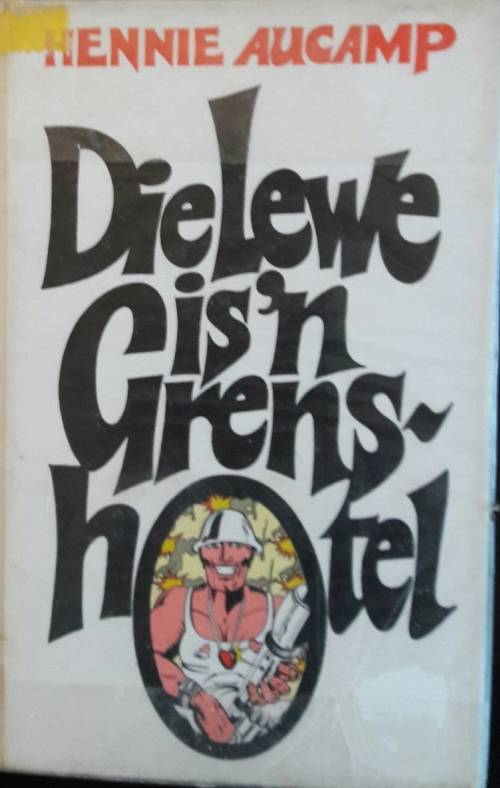 HENNIE AUCAMP
Die lewe
is 'n
Grens-
hotel